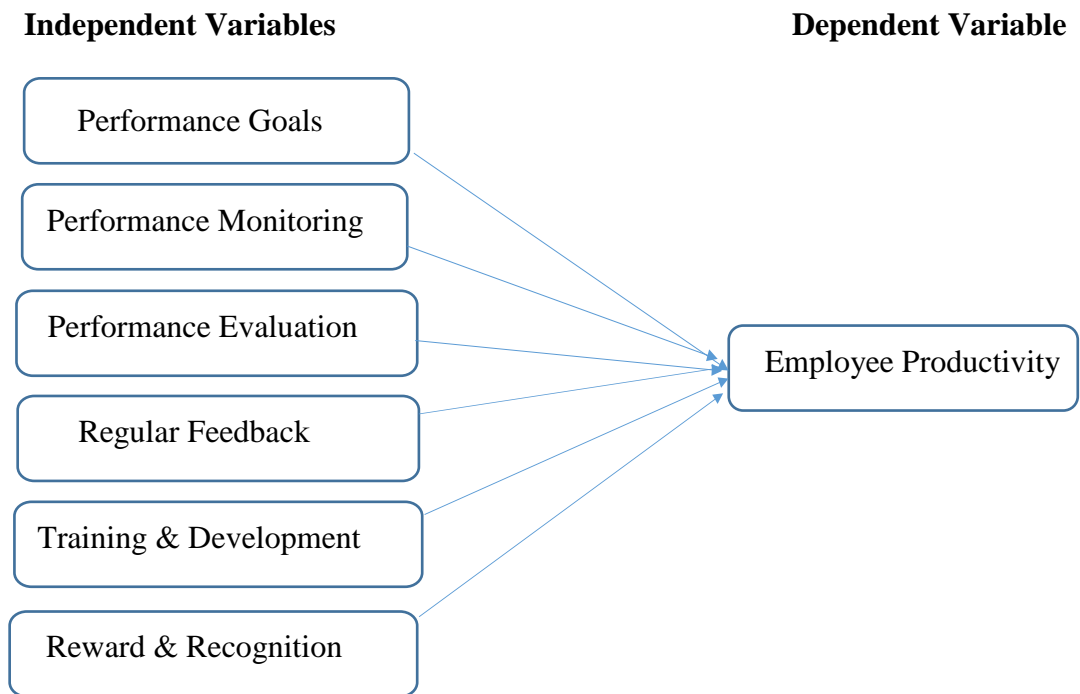 Independent Variables
Dependent Variable
Performance Goals
Performance Monitoring
Performance Evaluation
Employee Productivity
Regular Feedback
Training & Development
Reward & Recognition